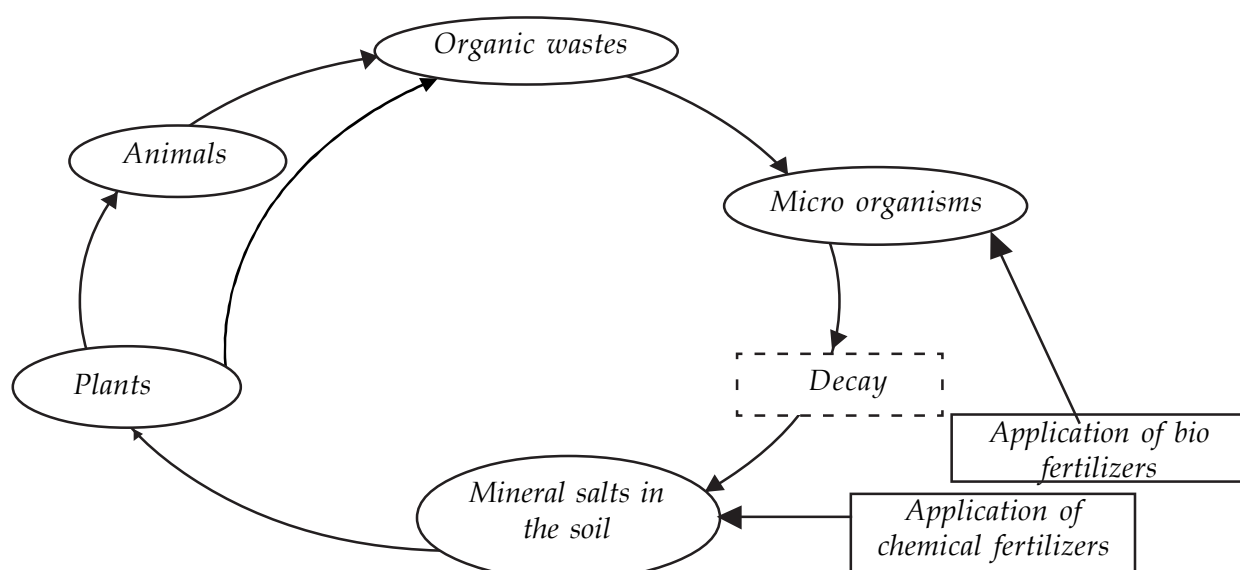 Organic wastes
Animals
Micro organisms
Decay
Plants
Application of bio
fertilizers
Mineral salts in
the soil
Application of
chemical fertilizers